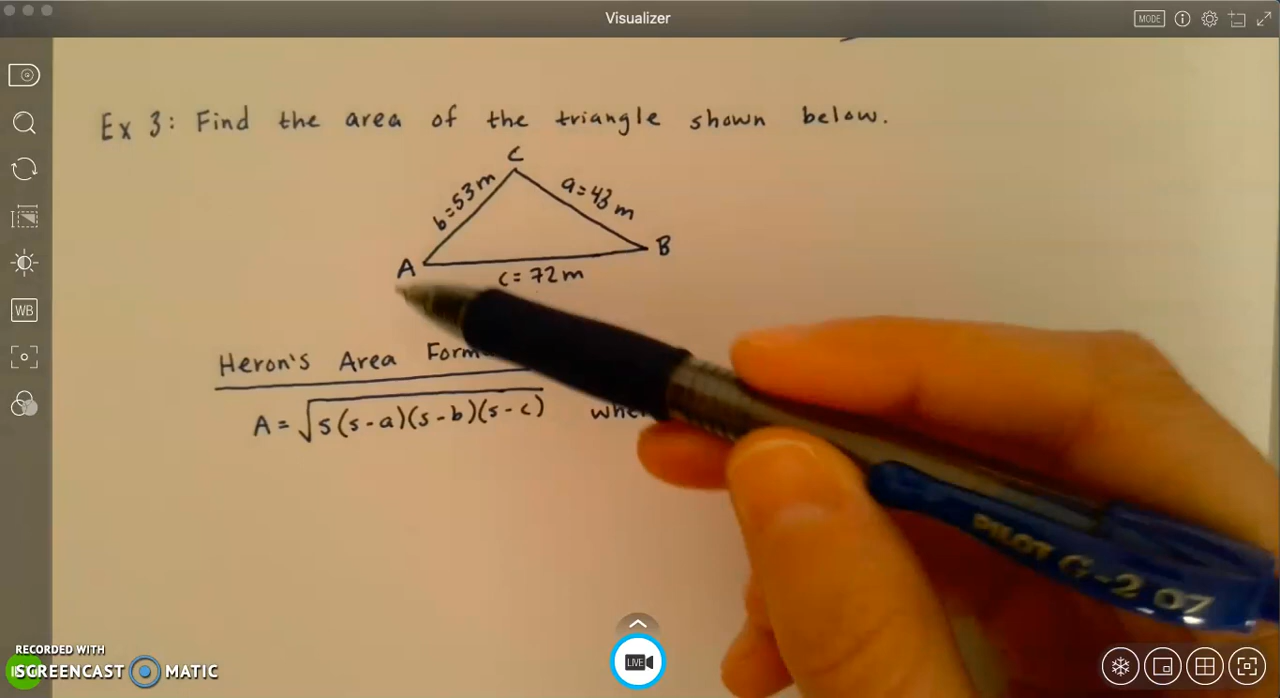 Visualizer
MODE
Ex 3: Find the area of the triangle shown below.
C
b=53m
a=43m
A
B
c=72m
WB
Heron's Area
A=√s(s-a)(s-b)(s-c)
PILOT G-2 07
RECORDED WITH
SCREENCAST MATIC
LIVE